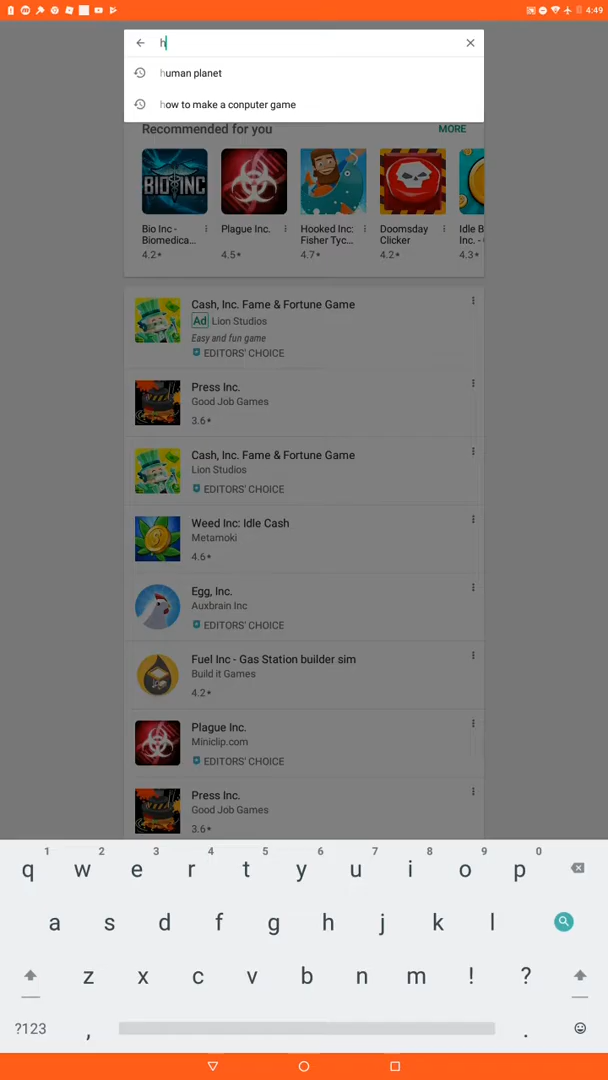 4:49
h
human planet
how to make a conputer game
Recommended for you
MORE
BIO INC
Bio Inc -
Biomedica...
4.2★
Plague Inc.
4.5★
Hooked Inc:
Fisher Tyc...
4.7★
Doomsday
Clicker
4.2★
Idle B
Inc. -
4.3★
Cash, Inc. Fame & Fortune Game
Ad Lion Studios
Easy and fun game
EDITORS' CHOICE
Press Inc.
Good Job Games
3.6★
Cash, Inc. Fame & Fortune Game
Lion Studios
EDITORS' CHOICE
Weed Inc: Idle Cash
Metamoki
4.6★
Egg, Inc.
Auxbrain Inc
EDITORS' CHOICE
Fuel Inc - Gas Station builder sim
Build it Games
4.2★
Plague Inc.
Miniclip.com
EDITORS' CHOICE
Press Inc.
Good Job Games
3.6★
1 2 3 4 5 6 7 8 9 0
q w e r t y u i o p
a s d f g h j k l
z x c v b n m ! ?
?123 , .